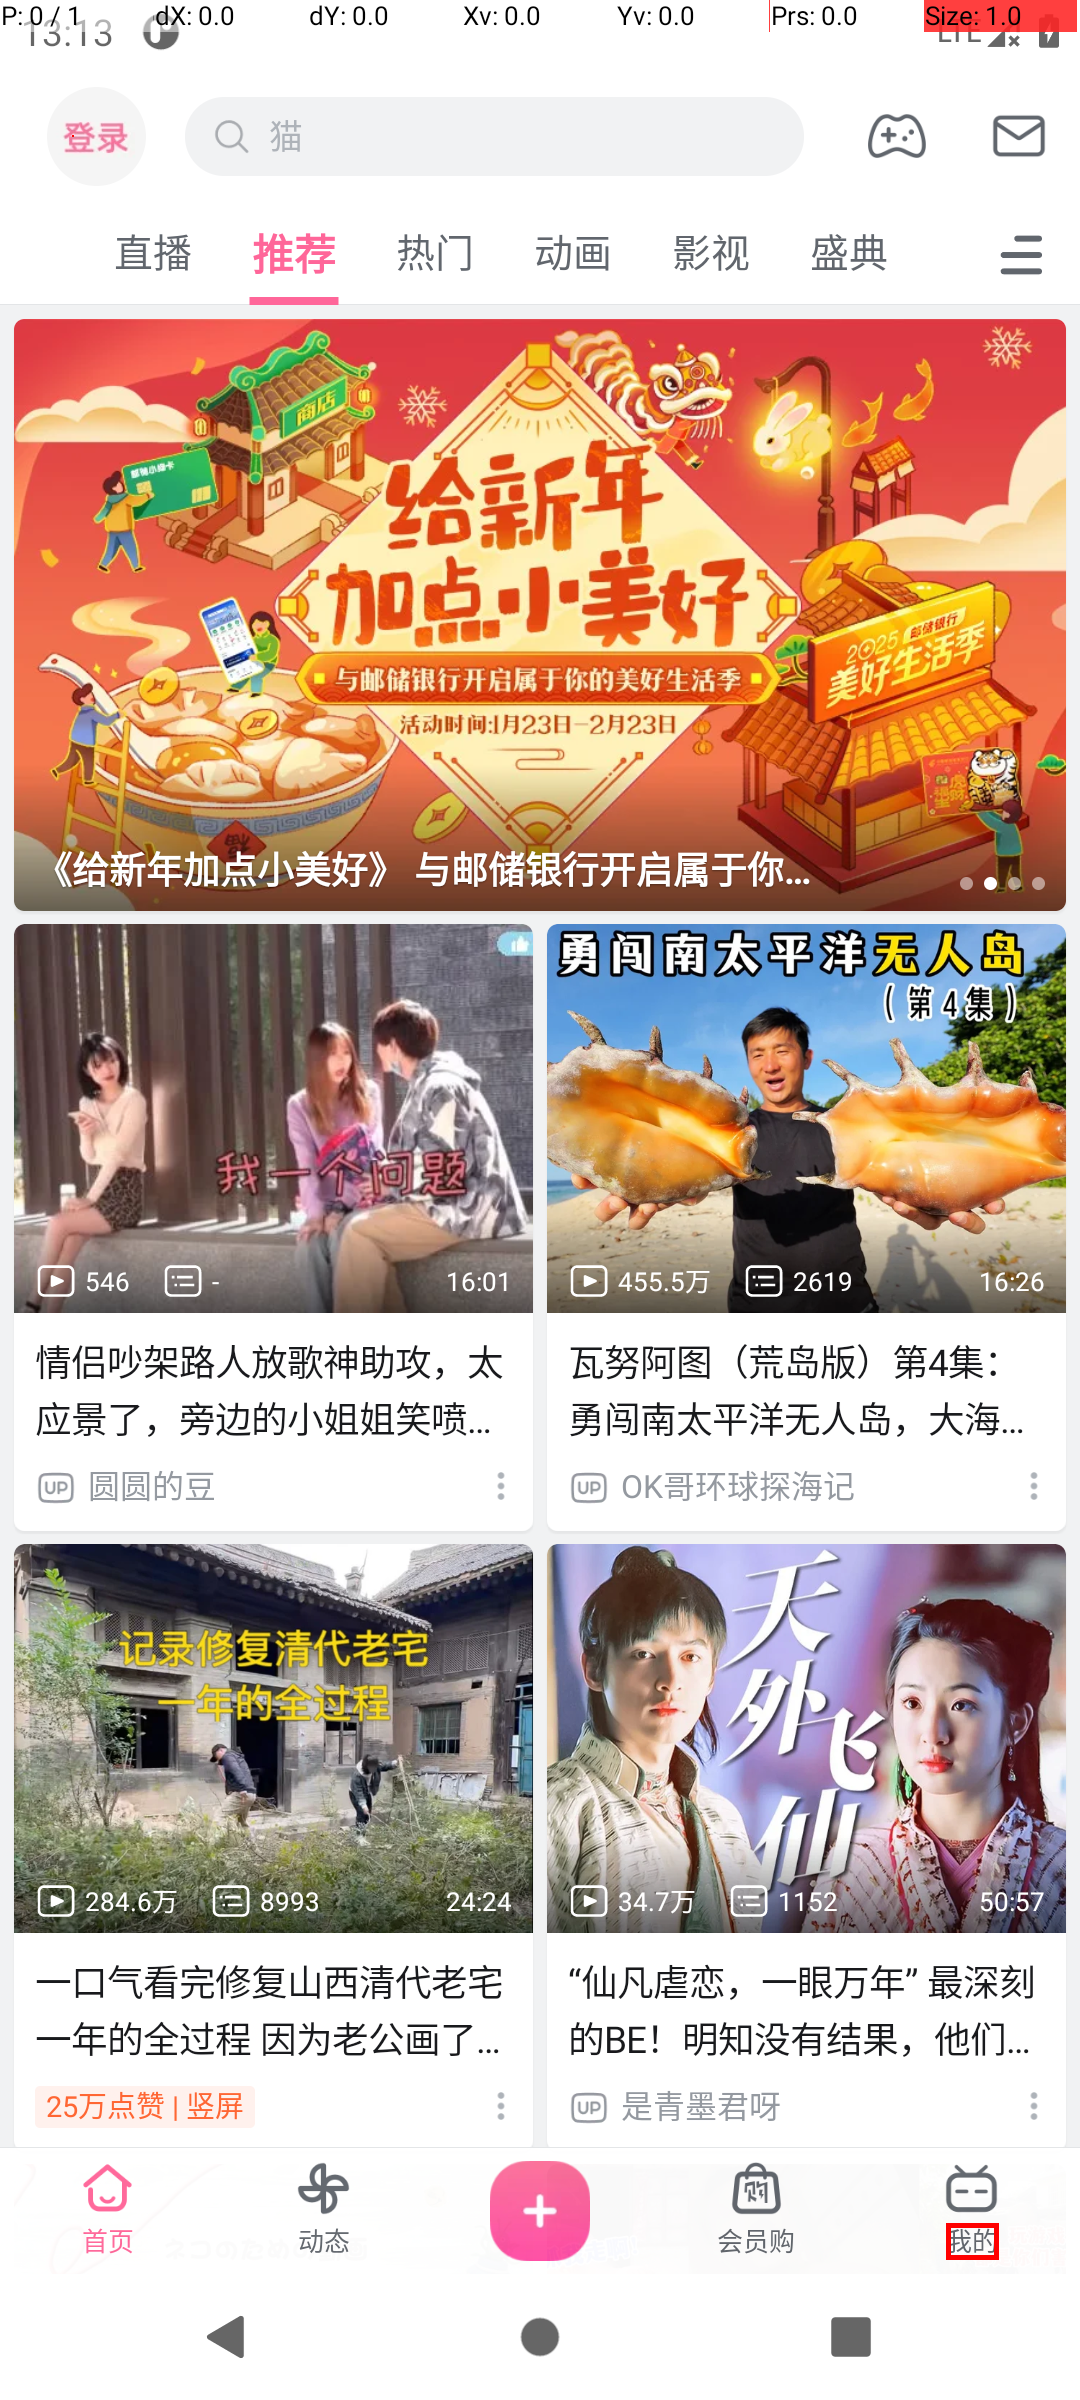 P: 0 / 1
dX: 0.0
dY: 0.0
Xv: 0.0
Yv: 0.0
Prs: 0.0
Size: 1.0
13:13
LTE
登录
猫
直播
推荐
热门
动画
影视
盛典
商店
给新年
加点小美好
与邮储银行开启属于你的美好生活季
活动时间:1月23日-2月23日
2025 邮储银行
美好生活季
《给新年加点小美好》 与邮储银行开启属于你...
我一个问题
546
-
16:01
情侣吵架路人放歌神助攻，太
应景了，旁边的小姐姐笑喷...
UP 圆圆的豆
勇闯南太平洋无人岛
(第4集)
455.5万
2619
16:26
瓦努阿图（荒岛版）第4集：
勇闯南太平洋无人岛，大海...
UP OK哥环球探海记
记录修复清代老宅
一年的全过程
284.6万
8993
24:24
一口气看完修复山西清代老宅
一年的全过程 因为老公画了...
25万点赞 | 竖屏
天外飞仙
34.7万
1152
50:57
“仙凡虐恋，一眼万年” 最深刻
的BE！明知没有结果，他们...
UP 是青墨君呀
首页
动态
购
会员购
我的